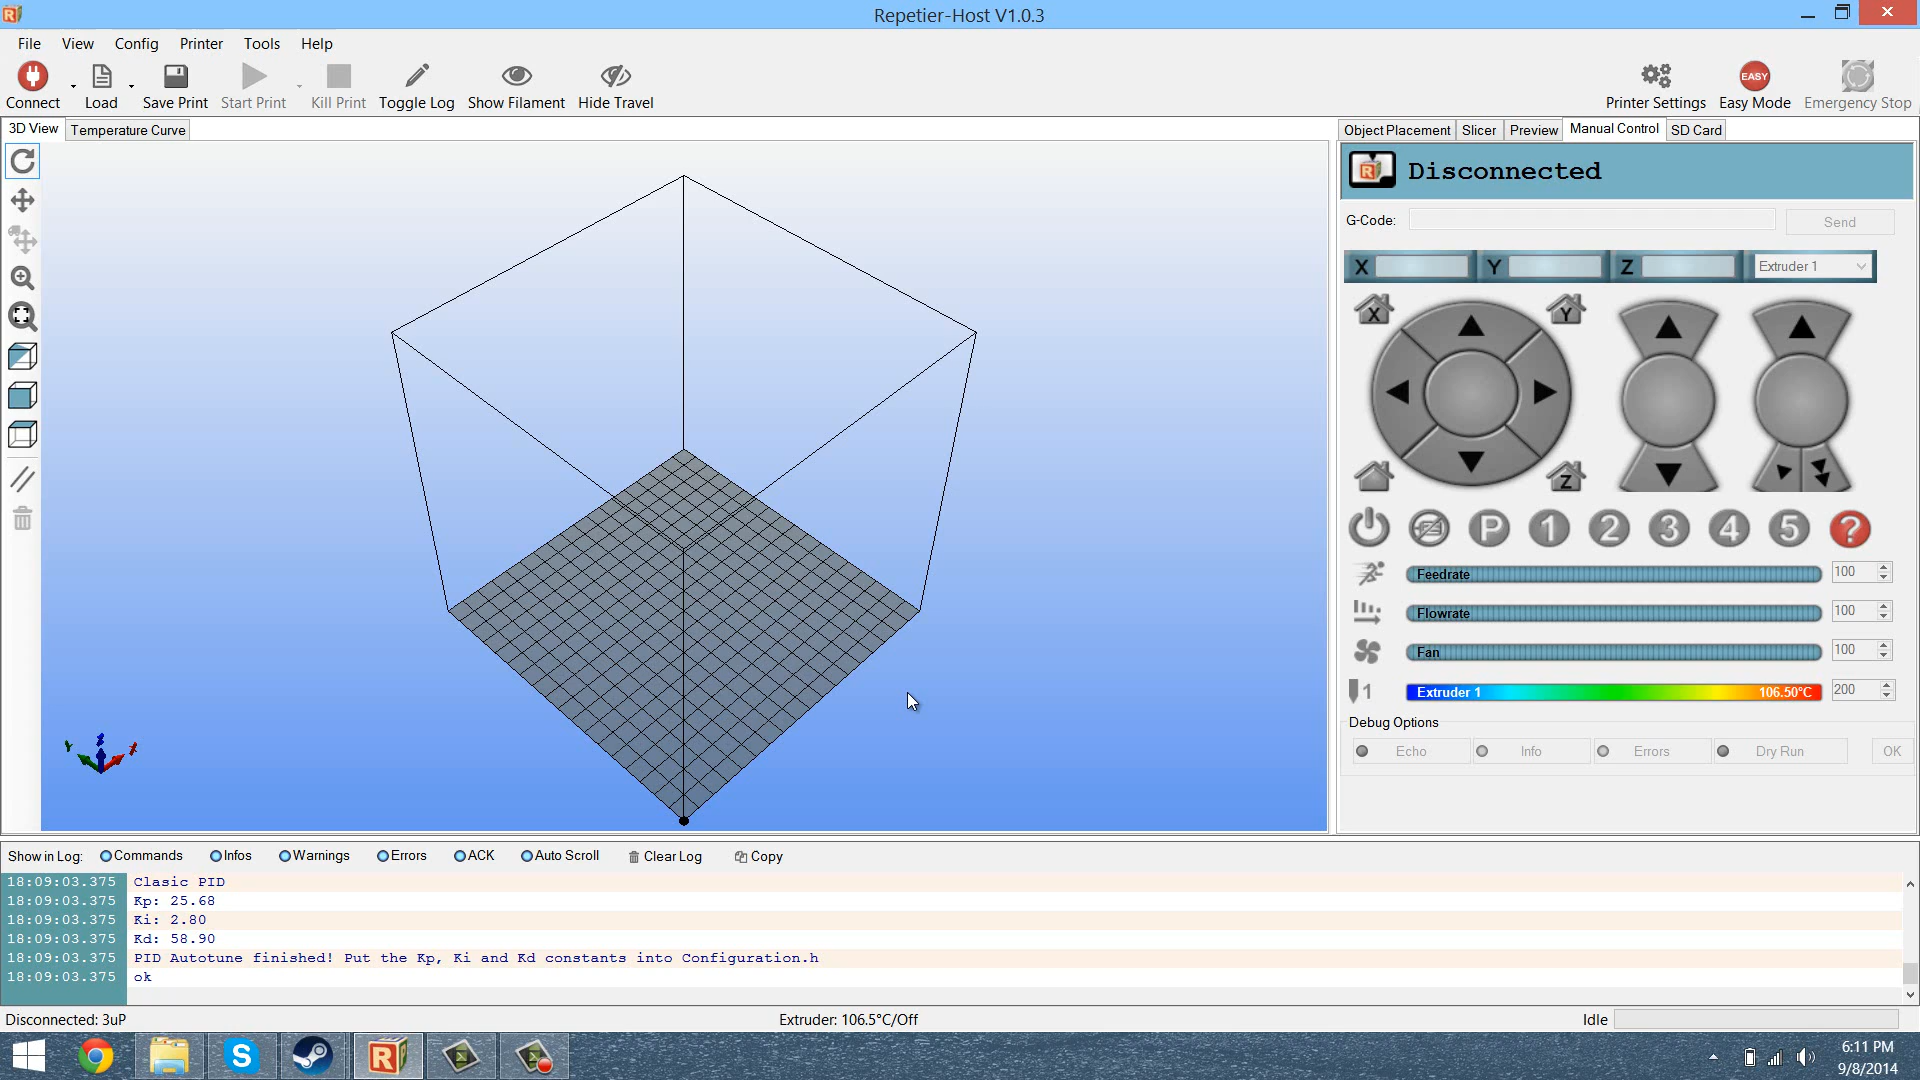 Repetier-Host V1.0.3
File View Config Printer Tools Help
Connect Load Save Print Start Print Kill Print Toggle Log Show Filament Hide Travel Printer Settings Easy Mode Emergency Stop
EASY
3D View Temperature Curve
Object Placement Slicer Preview Manual Control SD Card
Disconnected
G-Code: Send
X Y Z Extruder 1
X Y
Z
P 1 2 3 4 5 ?
Feedrate 100
Flowrate 100
Fan 100
1 Extruder 1 106.50°C 200
Debug Options
Echo Info Errors Dry Run OK
Show in Log: Commands Infos Warnings Errors ACK Auto Scroll Clear Log Copy
18:09:03.375 Clasic PID
18:09:03.375 Kp: 25.68
18:09:03.375 Ki: 2.80
18:09:03.375 Kd: 58.90
18:09:03.375 PID Autotune finished! Put the Kp, Ki and Kd constants into Configuration.h
18:09:03.375 ok
Disconnected: 3uP Extruder: 106.5°C/Off Idle
6:11 PM
9/8/2014